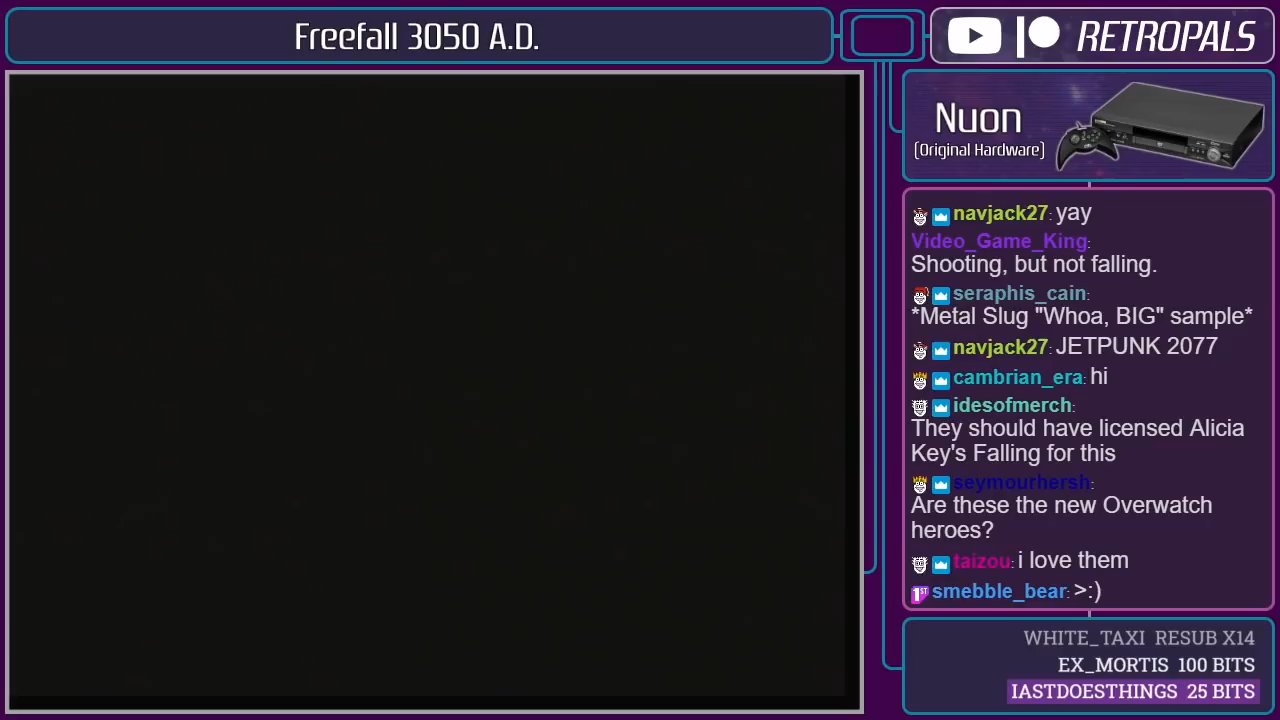 Freefall 3050 A.D.
RETROPALS
Nuon
(Original Hardware)
navjack27: yay
Video_Game_King:
Shooting, but not falling.
seraphis_cain:
*Metal Slug "Whoa, BIG" sample*
navjack27: JETPUNK 2077
cambrian_era: hi
idesofmerch:
They should have licensed Alicia
Key's Falling for this
seymourhersh:
Are these the new Overwatch
heroes?
taizou: i love them
1ST smebble_bear: >:)
WHITE_TAXI RESUB X14
EX_MORTIS 100 BITS
IASTDOESTHINGS 25 BITS